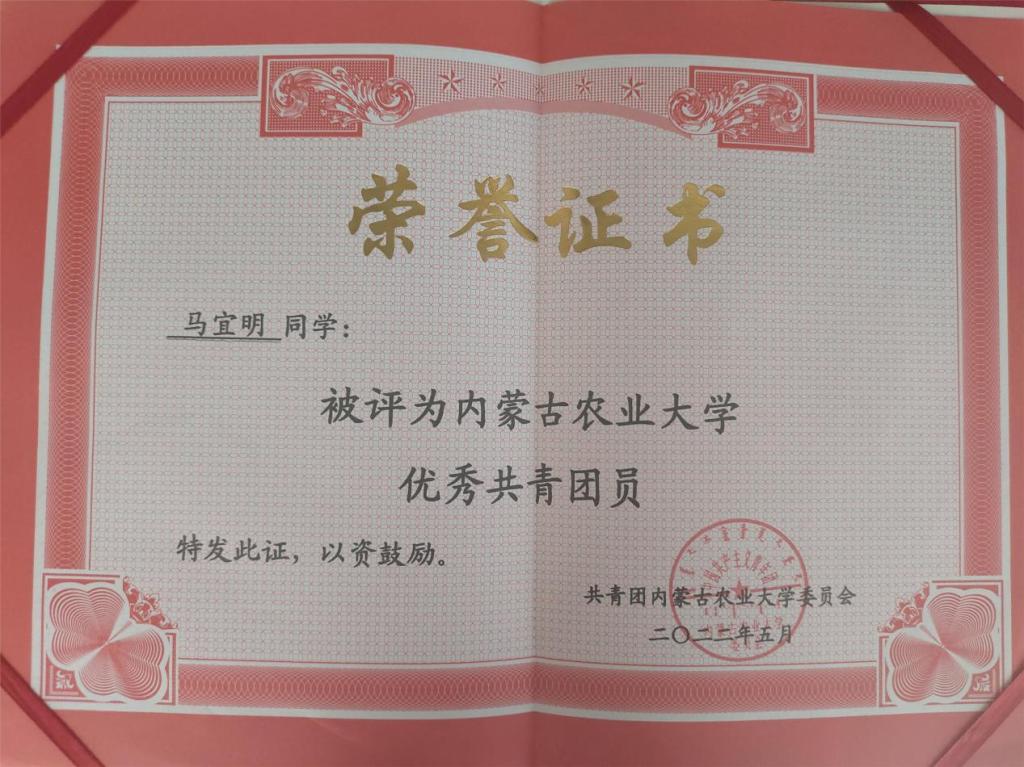 荣誉证书
马宜明 同学：
被评为内蒙古农业大学
优秀共青团员
特发此证，以资鼓励。
共青团内蒙古农业大学委员会
二〇二二年五月